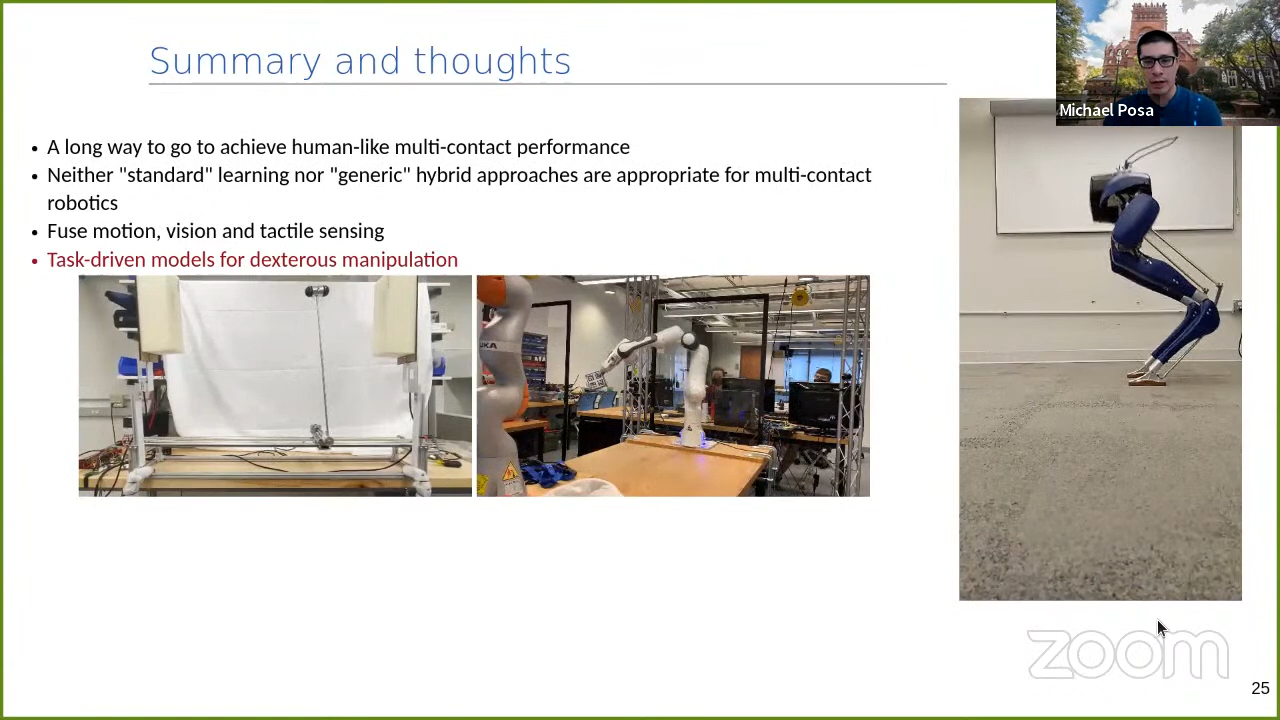 Summary and thoughts
Michael Posa
• A long way to go to achieve human-like multi-contact performance
• Neither "standard" learning nor "generic" hybrid approaches are appropriate for multi-contact
robotics
• Fuse motion, vision and tactile sensing
• Task-driven models for dexterous manipulation
UKA
zoom
25